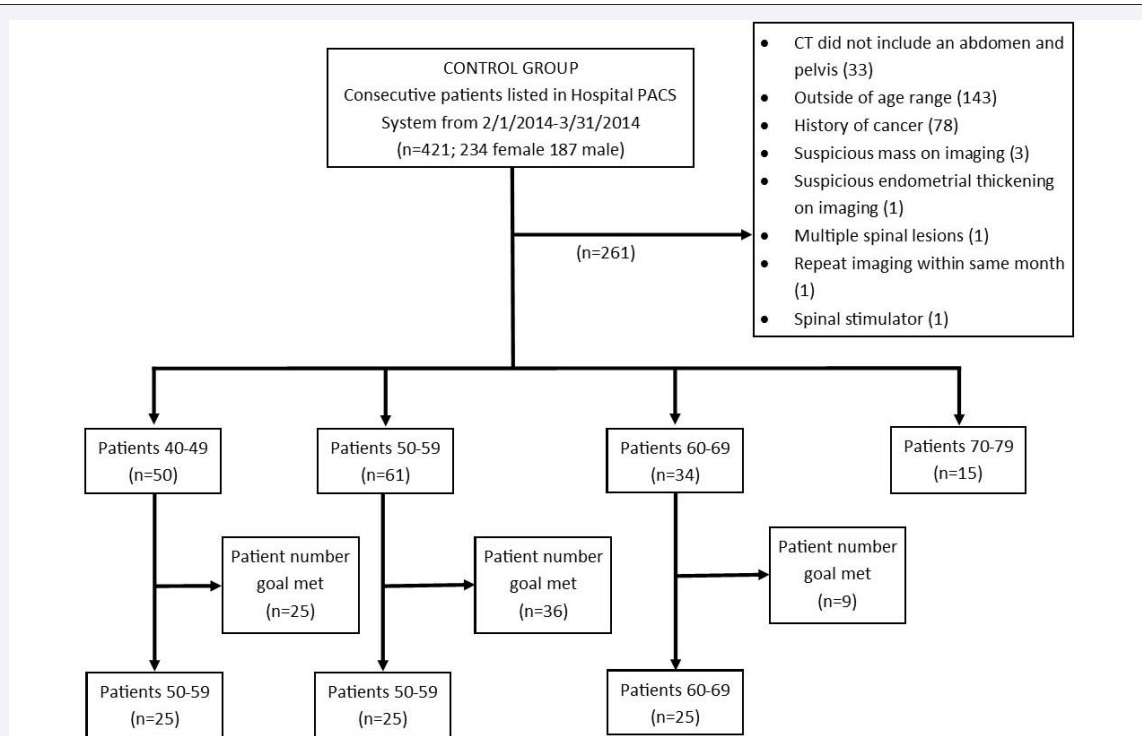 CONTROL GROUP
Consecutive patients listed in Hospital PACS
System from 2/1/2014-3/31/2014
(n=421; 234 female 187 male)
• CT did not include an abdomen and
pelvis (33)
• Outside of age range (143)
• History of cancer (78)
• Suspicious mass on imaging (3)
• Suspicious endometrial thickening
on imaging (1)
• Multiple spinal lesions (1)
• Repeat imaging within same month
(1)
• Spinal stimulator (1)
(n=261)
Patients 40-49
(n=50)
Patients 50-59
(n=61)
Patients 60-69
(n=34)
Patients 70-79
(n=15)
Patient number
goal met
(n=25)
Patient number
goal met
(n=36)
Patient number
goal met
(n=9)
Patients 50-59
(n=25)
Patients 50-59
(n=25)
Patients 60-69
(n=25)